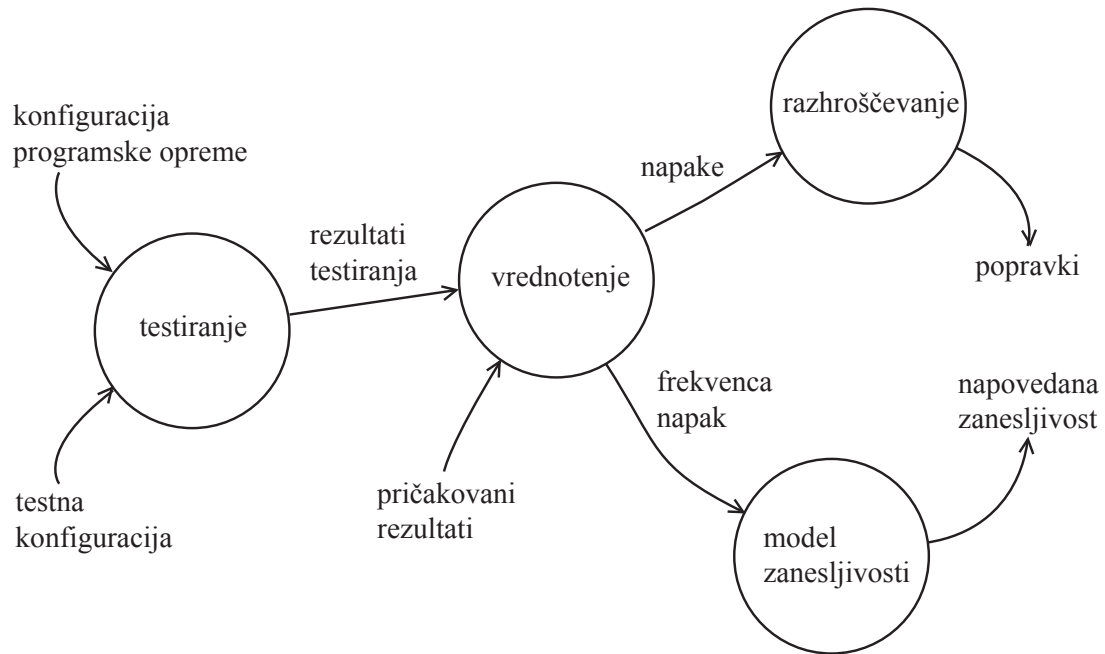 konfiguracija
programske opreme
testiranje
testna
konfiguracija
rezultati
testiranja
vrednotenje
pričakovani
rezultati
napake
razhroščevanje
popravki
frekvenca
napak
model
zanesljivosti
napovedana
zanesljivost